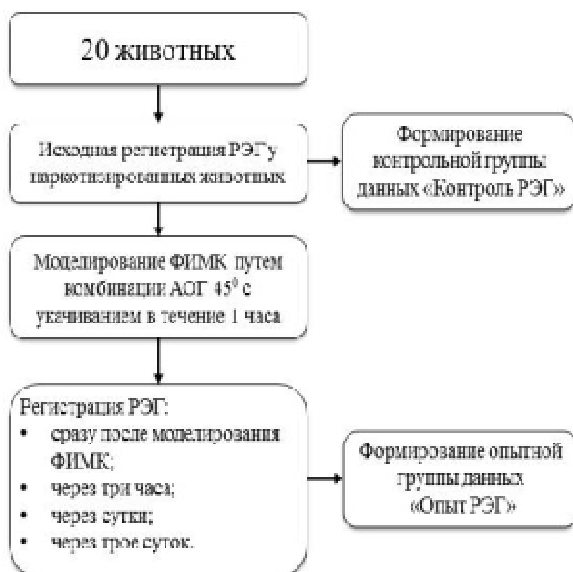 20 животных
Исходная регистрация РЭГ у
наркотизированных животных
Формирование
контрольной группы
данных «Контроль РЭГ»
Моделирование ФИМК путем
комбинации АОГ 45⁰ с
укачиванием в течение 1 часа
Регистрация РЭГ:
• сразу после моделирования
ФИМК;
• через три часа;
• через сутки;
• через трое суток.
Формирование опытной
группы данных
«Опыт РЭГ»